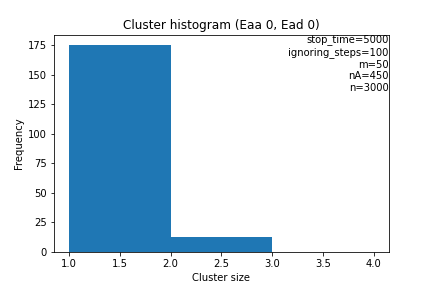 Cluster histogram (Eaa 0, Ead 0)
stop_time=5000
ignoring_steps=100
m=50
nA=450
n=3000
Frequency
175
150
125
100
75
50
25
0
1.0 1.5 2.0 2.5 3.0 3.5 4.0
Cluster size